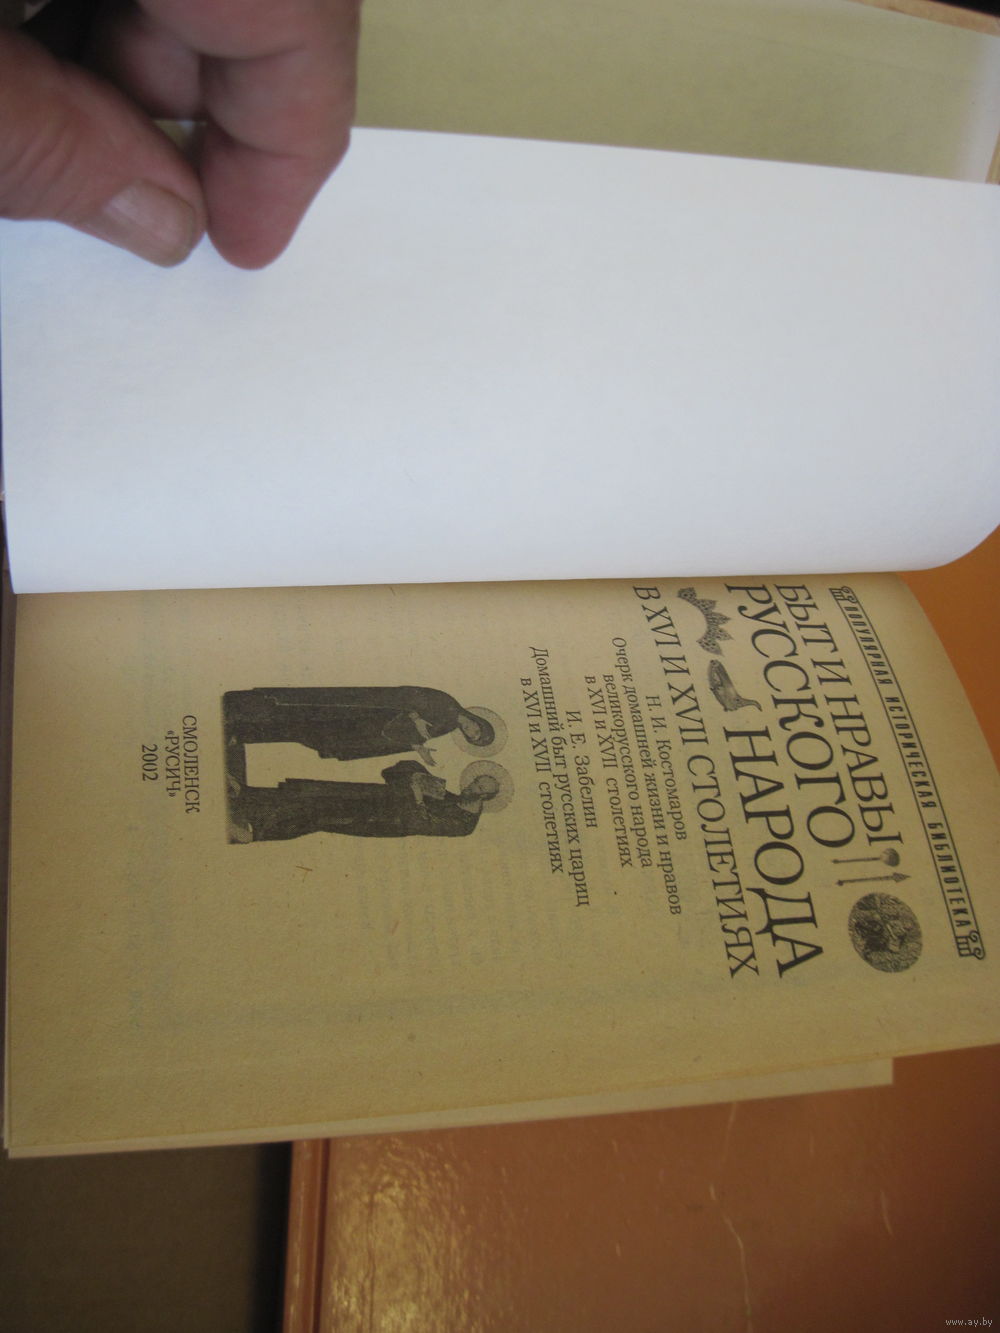 ПОПУЛЯРНАЯ ИСТОРИЧЕСКАЯ БИБЛИОТЕКА
БЫТ И НРАВЫ
РУССКОГО
НАРОДА
В XVI И XVII СТОЛЕТИЯХ
Н. И. Костомаров
Очерк домашней жизни и нравов
великорусского народа
в XVI и XVII столетиях
И. Е. Забелин
Домашний быт русских цариц
в XVI и XVII столетиях
СМОЛЕНСК
«РУСИЧ»
2002
www.ay.by